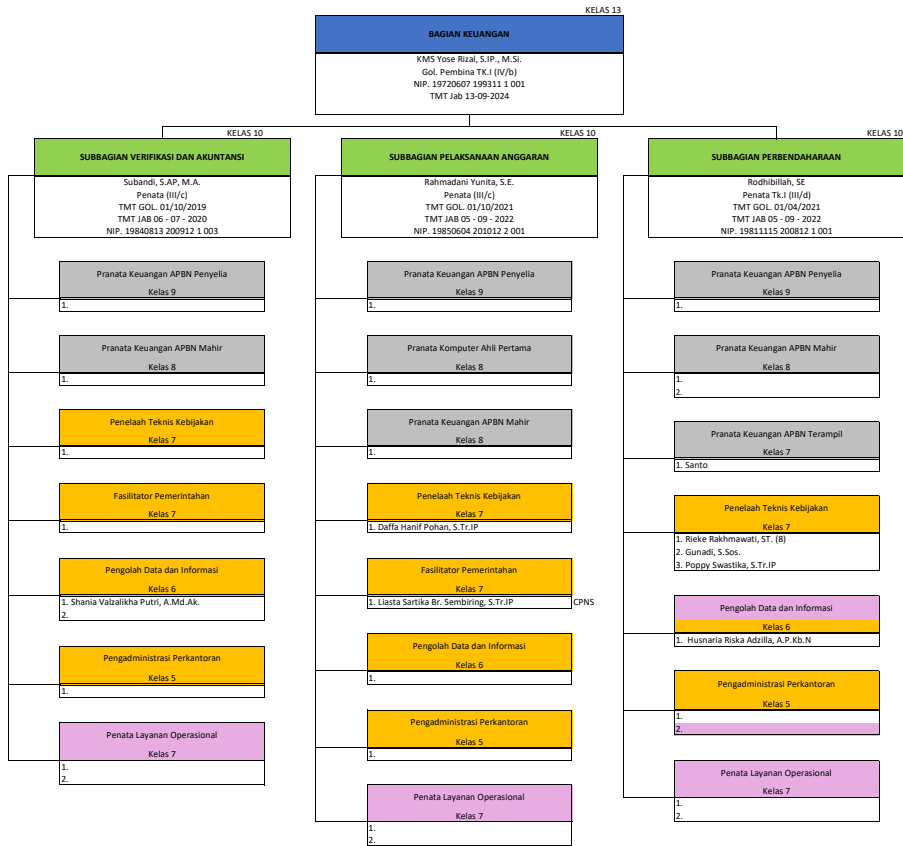 KELAS 13
BAGIAN KEUANGAN
KMS Yose Rizal, S.IP., M.Si.
Gol. Pembina TK.I (IV/b)
NIP. 19720607 199311 1 001
TMT Jab 13-09-2024
KELAS 10
SUBBAGIAN VERIFIKASI DAN AKUNTANSI
Subandi, S.AP, M.A.
Penata (III/c)
TMT GOL. 01/10/2019
TMT JAB 06 - 07 - 2020
NIP. 19840813 200912 1 003
Pranata Keuangan APBN Penyelia
Kelas 9
1.
Pranata Keuangan APBN Mahir
Kelas 8
1.
Penelaah Teknis Kebijakan
Kelas 7
1.
Fasilitator Pemerintahan
Kelas 7
1.
Pengolah Data dan Informasi
Kelas 6
1. Shania Valzalikha Putri, A.Md.Ak.
2.
Pengadministrasi Perkantoran
Kelas 5
1.
Penata Layanan Operasional
Kelas 7
1.
2.
KELAS 10
SUBBAGIAN PELAKSANAAN ANGGARAN
Rahmadani Yunita, S.E.
Penata (III/c)
TMT GOL. 01/10/2021
TMT JAB 05 - 09 - 2022
NIP. 19850604 201012 2 001
Pranata Keuangan APBN Penyelia
Kelas 9
1.
Pranata Komputer Ahli Pertama
Kelas 8
1.
Pranata Keuangan APBN Mahir
Kelas 8
1.
Penelaah Teknis Kebijakan
Kelas 7
1. Daffa Hanif Pohan, S.Tr.IP
Fasilitator Pemerintahan
Kelas 7
1. Liasta Sartika Br. Sembiring, S.Tr.IP CPNS
Pengolah Data dan Informasi
Kelas 6
1.
Pengadministrasi Perkantoran
Kelas 5
1.
Penata Layanan Operasional
Kelas 7
1.
2.
KELAS 10
SUBBAGIAN PERBENDAHARAAN
Rodhibillah, SE
Penata Tk.I (III/d)
TMT GOL. 01/04/2021
TMT JAB 05 - 09 - 2022
NIP. 19811115 200812 1 001
Pranata Keuangan APBN Penyelia
Kelas 9
1.
Pranata Keuangan APBN Mahir
Kelas 8
1.
2.
Pranata Keuangan APBN Terampil
Kelas 7
1. Santo
Penelaah Teknis Kebijakan
Kelas 7
1. Rieke Rakhmawati, ST. (8)
2. Gunadi, S.Sos.
3. Poppy Swastika, S.Tr.IP
Pengolah Data dan Informasi
Kelas 6
1. Husnaria Riska Adzilla, A.P.Kb.N
Pengadministrasi Perkantoran
Kelas 5
1.
2.
Penata Layanan Operasional
Kelas 7
1.
2.